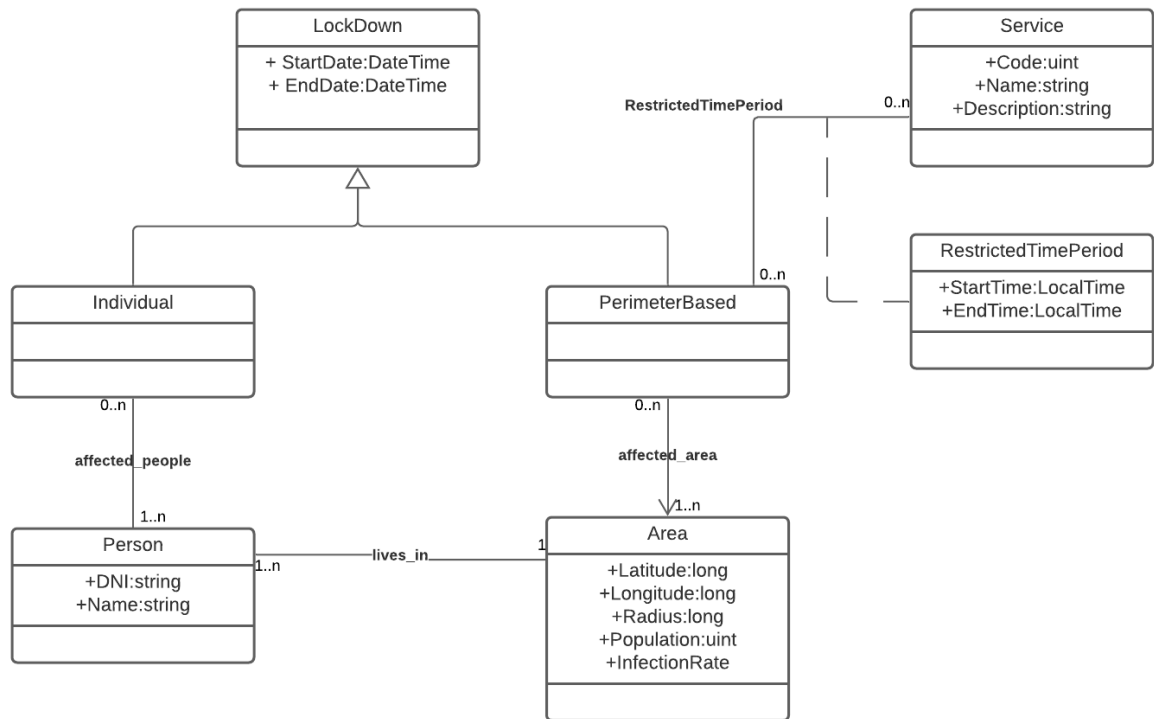 LockDown
+ StartDate:DateTime
+ EndDate:DateTime
Service
+Code:uint
+Name:string
+Description:string
RestrictedTimePeriod
0..n
0..n
RestrictedTimePeriod
+StartTime:LocalTime
+EndTime:LocalTime
Individual
PerimeterBased
0..n
0..n
affected_people
affected_area
1..n
1..n
Person
+DNI:string
+Name:string
1..n
lives_in
1
Area
+Latitude:long
+Longitude:long
+Radius:long
+Population:uint
+InfectionRate